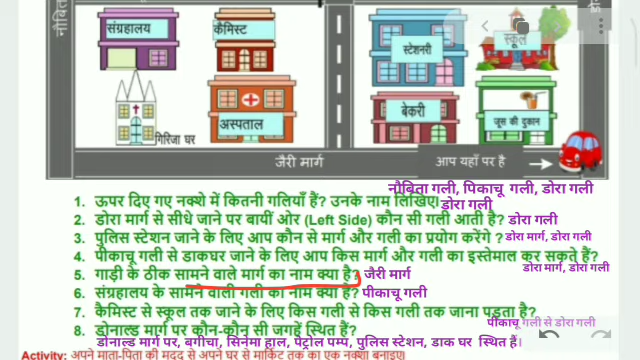 नौबिता
संग्रहालय
कैमिस्ट
स्टेशनरी
स्कूल
गिरिजा घर
अस्पताल
बेकरी
जूस की दुकान
जैरी मार्ग
आप यहाँ पर है
नौबिता गली, पिकाचू गली, डोरा गली
1. ऊपर दिए गए नक्शे में कितनी गलियाँ हैं? उनके नाम लिखिए। डोरा गली
2. डोरा मार्ग से सीधे जाने पर बायीं ओर (Left Side) कौन सी गली आती है? डोरा गली
3. पुलिस स्टेशन जाने के लिए आप कौन से मार्ग और गली का प्रयोग करेंगे ? डोरा मार्ग, डोरा गली
4. पीकाचू गली से डाकघर जाने के लिए आप किस मार्ग और गली का इस्तेमाल कर सकते हैं?
डोरा मार्ग, डोरा गली
5. गाड़ी के ठीक सामने वाले मार्ग का नाम क्या है? जैरी मार्ग
6. संग्रहालय के सामने वाली गली का नाम क्या है? पीकाचू गली
7. कैमिस्ट से स्कूल तक जाने के लिए किस गली से किस गली तक जाना पड़ता है?
पीकाचू गली से डोरा गली
8. डोनाल्ड मार्ग पर कौन-कौन सी जगहें स्थित हैं?
डोनाल्ड मार्ग पर, बगीचा, सिनेमा हाल, पेट्रोल पम्प, पुलिस स्टेशन, डाक घर स्थित हैं।
Activity: अपने माता-पिता की मदद से अपने घर से मार्किट तक का एक नक्शा बनाइए।